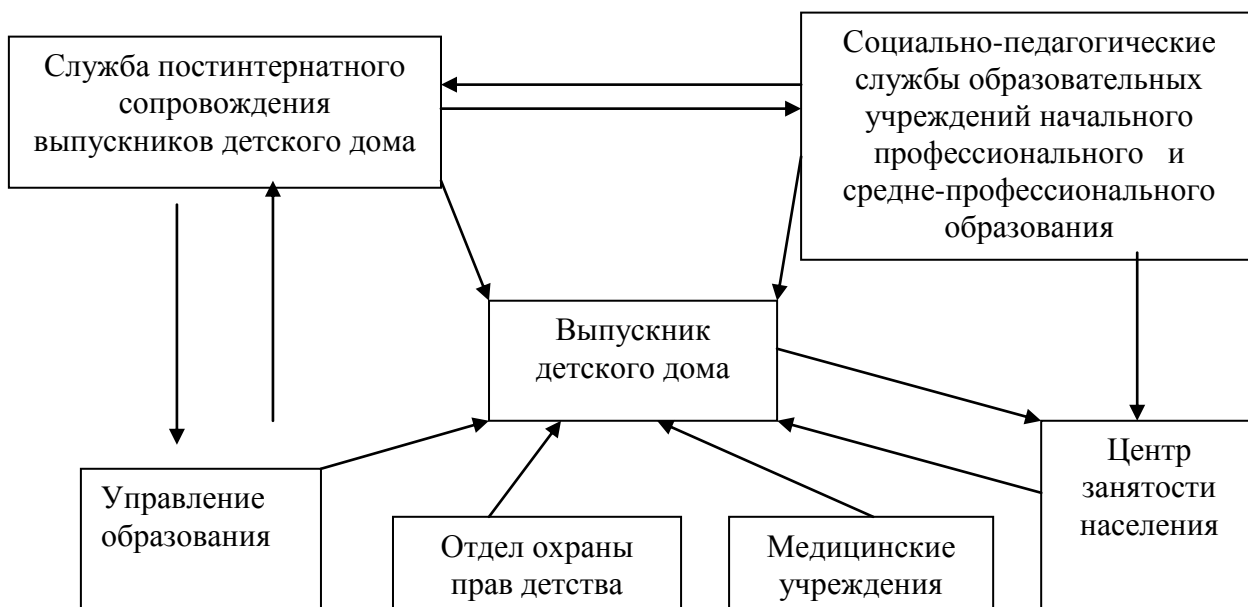 Служба постинтернатного
сопровождения
выпускников детского дома
Социально-педагогические
службы образовательных
учреждений начального
профессионального и
средне-профессионального
образования
Выпускник
детского дома
Управление
образования
Отдел охраны
прав детства
Медицинские
учреждения
Центр
занятости
населения